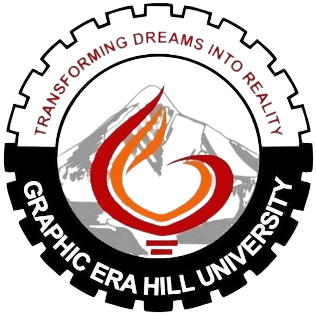 TRANSFORMING DREAMS INTO REALITY
GRAPHIC ERA HILL UNIVERSITY